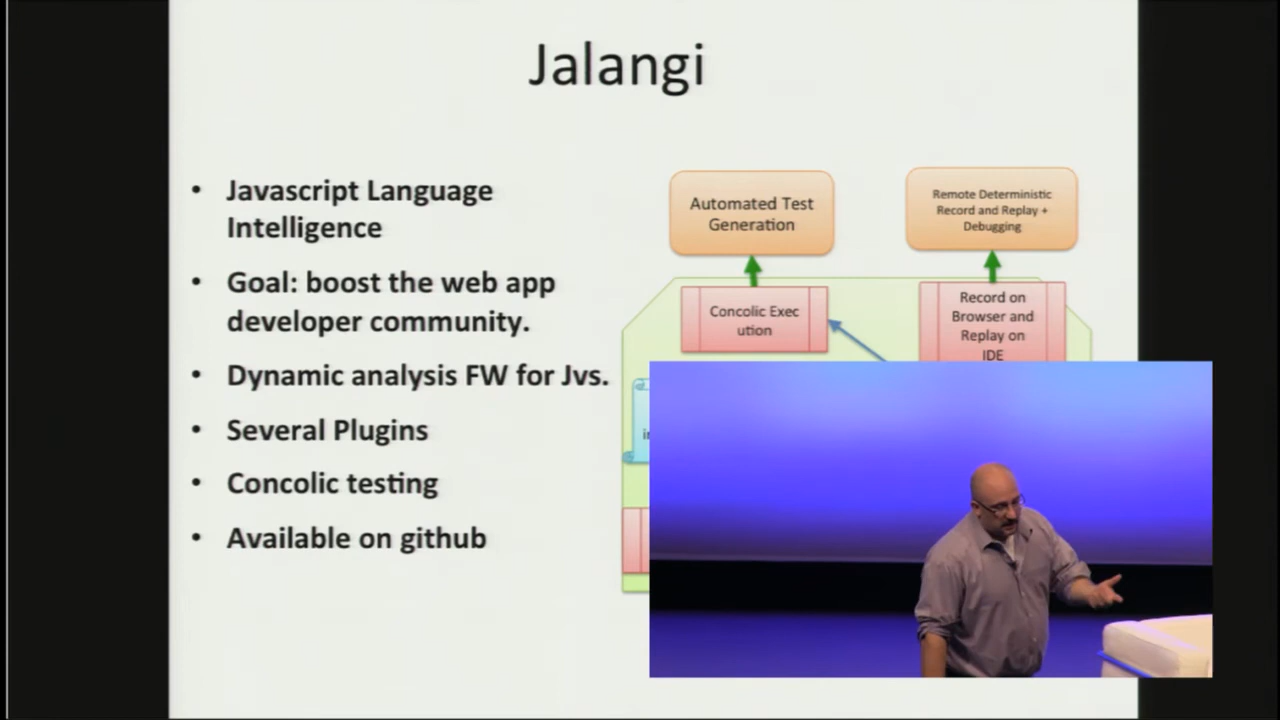 Jalangi
Javascript Language
Intelligence
Goal: boost the web app
developer community.
Dynamic analysis FW for Jvs.
Several Plugins
Concolic testing
Available on github
Automated Test
Generation
Remote Deterministic
Record and Replay +
Debugging
Concolic Exec
ution
Record on
Browser and
Replay on
IDE